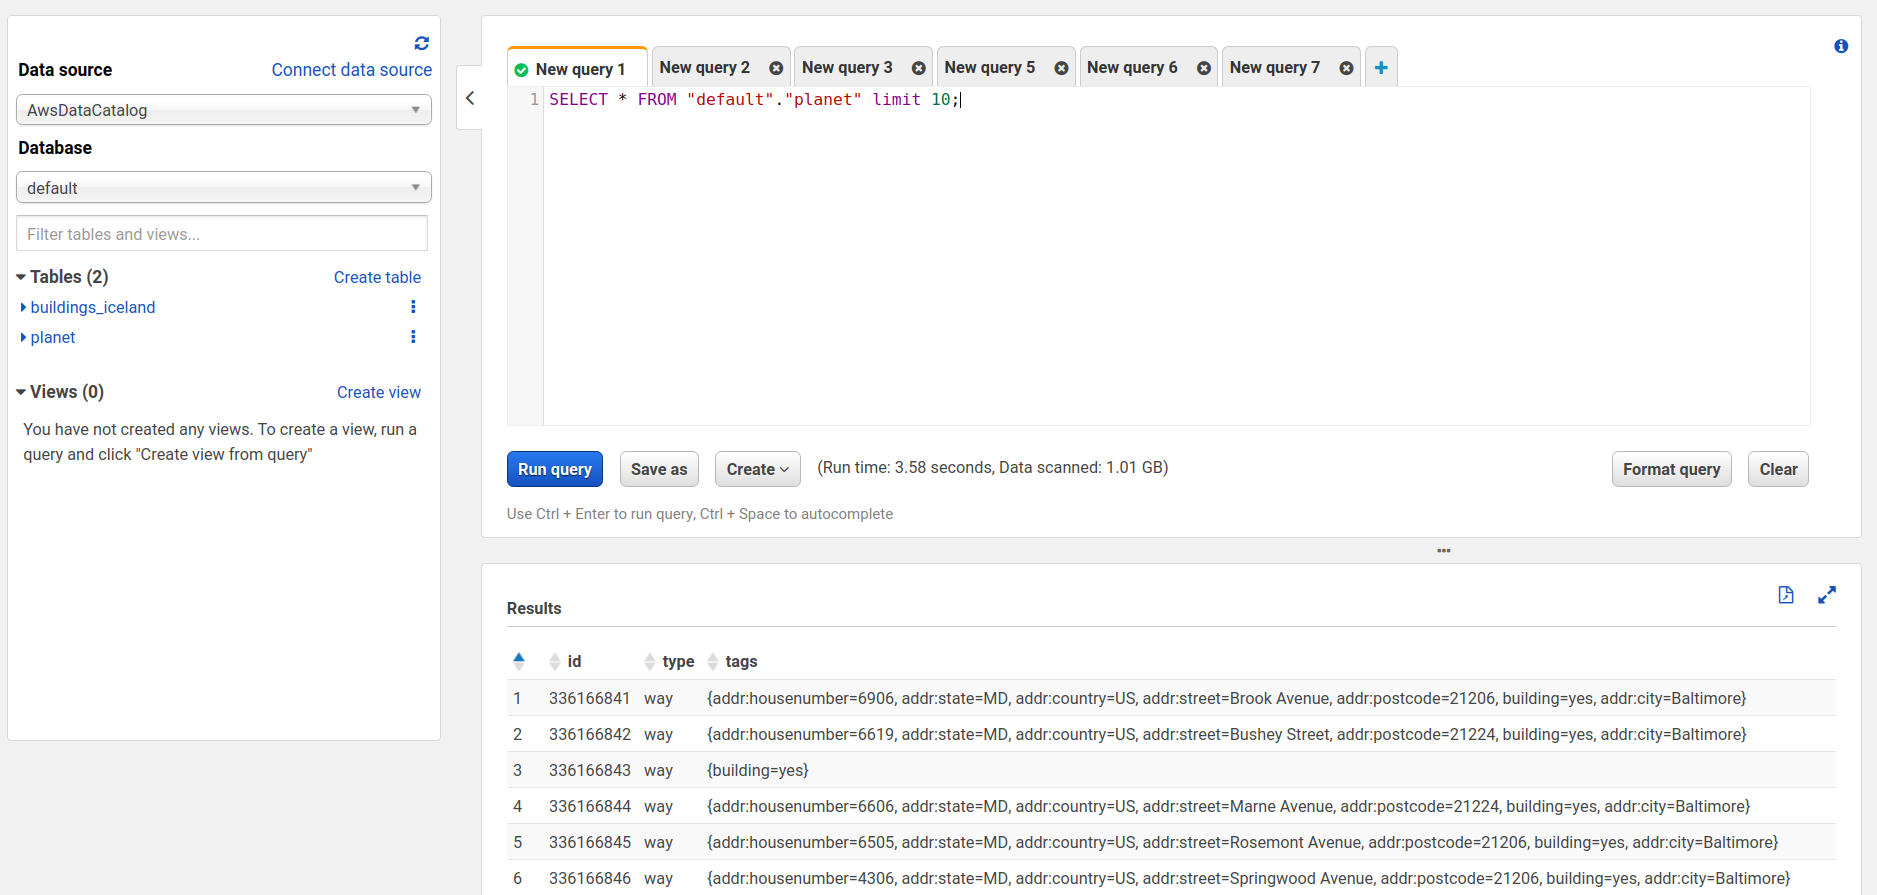 Data source Connect data source
AwsDataCatalog
Database
default
Filter tables and views...
Tables (2) Create table
buildings_iceland
planet
Views (0) Create view
You have not created any views. To create a view, run a
query and click "Create view from query"
New query 1 New query 2 New query 3 New query 5 New query 6 New query 7
1 SELECT * FROM "default"."planet" limit 10;
Run query Save as Create (Run time: 3.58 seconds, Data scanned: 1.01 GB) Format query Clear
Use Ctrl + Enter to run query, Ctrl + Space to autocomplete
Results
id type tags
1 336166841 way {addr:housenumber=6906, addr:state=MD, addr:country=US, addr:street=Brook Avenue, addr:postcode=21206, building=yes, addr:city=Baltimore}
2 336166842 way {addr:housenumber=6619, addr:state=MD, addr:country=US, addr:street=Bushey Street, addr:postcode=21224, building=yes, addr:city=Baltimore}
3 336166843 way {building=yes}
4 336166844 way {addr:housenumber=6606, addr:state=MD, addr:country=US, addr:street=Marne Avenue, addr:postcode=21224, building=yes, addr:city=Baltimore}
5 336166845 way {addr:housenumber=6505, addr:state=MD, addr:country=US, addr:street=Rosemont Avenue, addr:postcode=21206, building=yes, addr:city=Baltimore}
6 336166846 way {addr:housenumber=4306, addr:state=MD, addr:country=US, addr:street=Springwood Avenue, addr:postcode=21206, building=yes, addr:city=Baltimore}